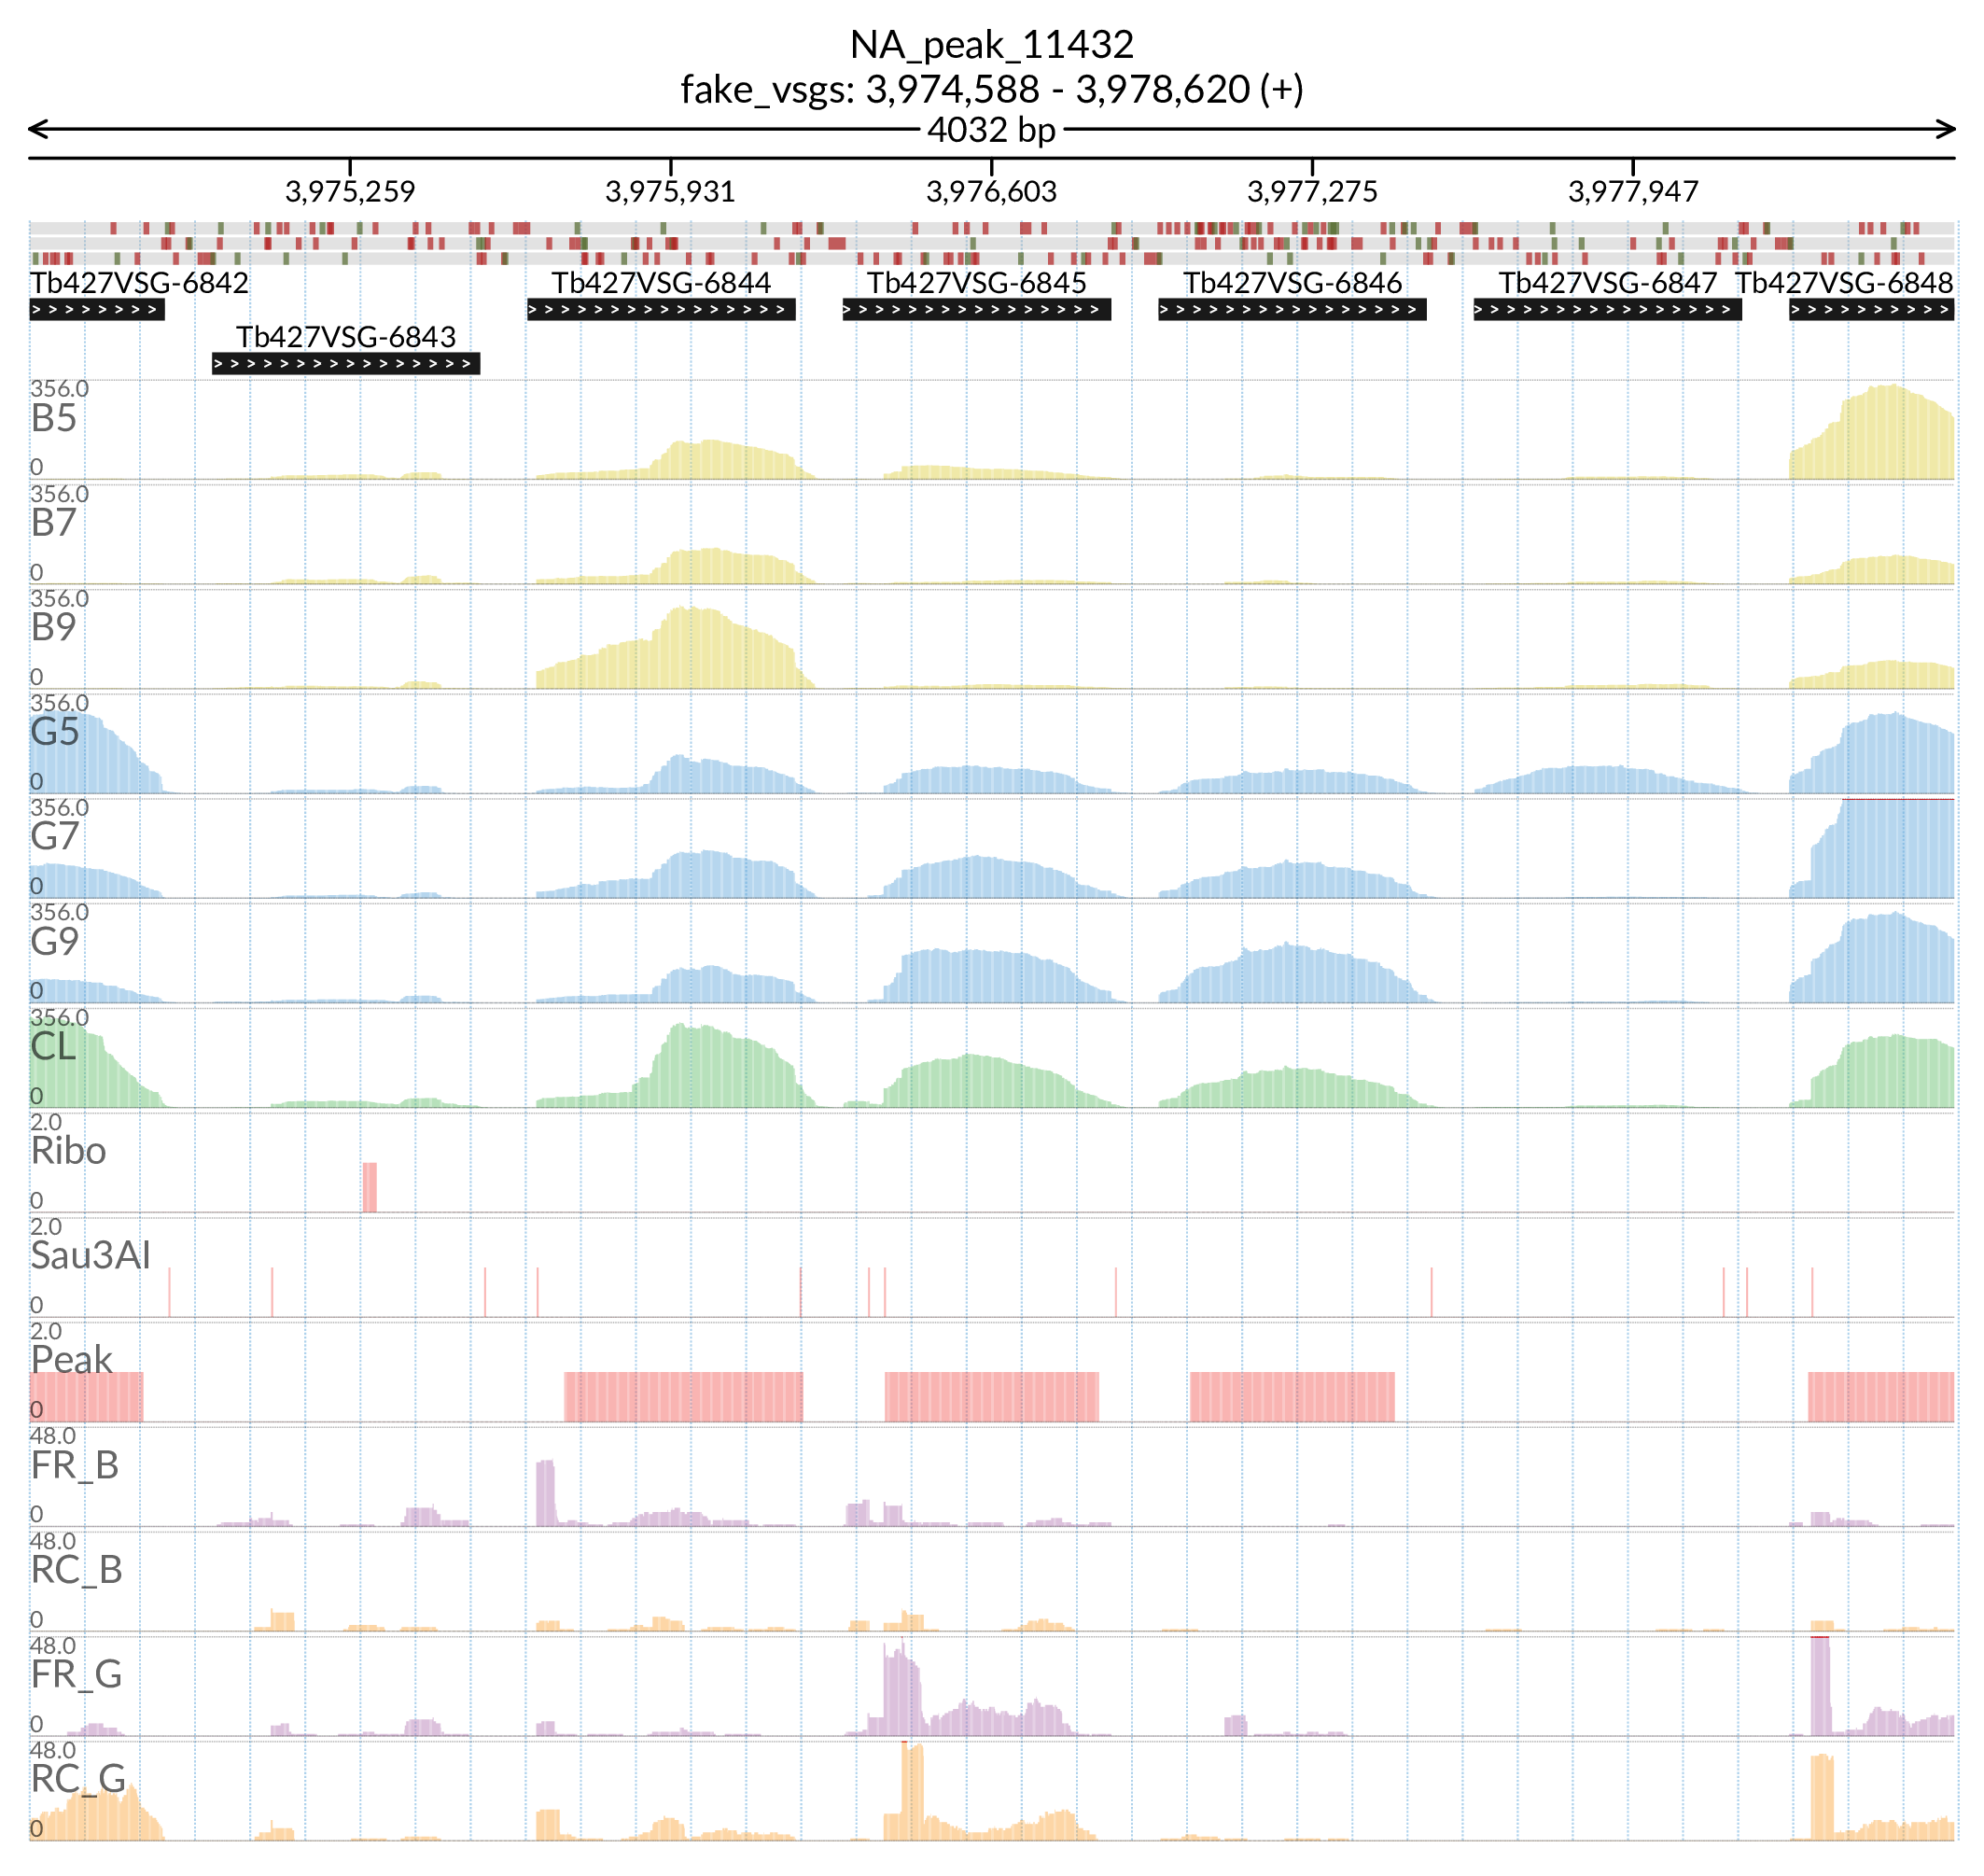 NA_peak_11432
fake_vsgs: 3,974,588 - 3,978,620 (+)
4032 bp
3,975,259 3,975,931 3,976,603 3,977,275 3,977,947
Tb427VSG-6842 Tb427VSG-6844 Tb427VSG-6845 Tb427VSG-6846 Tb427VSG-6847 Tb427VSG-6848
Tb427VSG-6843
356.0
B5
0
356.0
B7
0
356.0
B9
0
356.0
G5
0
356.0
G7
0
356.0
G9
0
356.0
CL
0
2.0
Ribo
0
2.0
Sau3AI
0
2.0
Peak
0
48.0
FR_B
0
48.0
RC_B
0
48.0
FR_G
0
48.0
RC_G
0